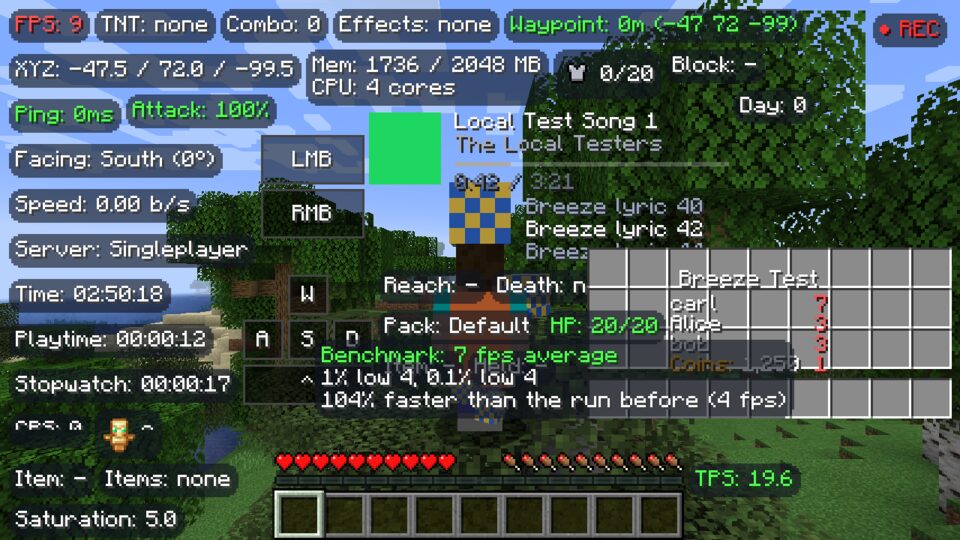 FPS: 9
TNT: none
Combo: 0
Effects: none
Waypoint: 0m (-47 72 -99)
REC
XYZ: -47.5 / 72.0 / -99.5
Mem: 1736 / 2048 MB
CPU: 4 cores
0/20
Block: -
Day: 0
Ping: 0ms
Attack: 100%
Local Test Song 1
The Local Testers
0:42 / 3:21
Facing: South (0°)
LMB
Speed: 0.00 b/s
RMB
Breeze lyric 40
Breeze lyric 42
Breeze
Server: Singleplayer
Reach: -
Death: n
Breeze Test
Time: 02:50:18
W
carl 7
Alice 3
bob 3
Coins: 1,250 1
Playtime: 00:00:12
A
S
D
Pack: Default
HP: 20/20
Benchmark: 7 fps average
1% low 4, 0.1% low 4
104% faster than the run before (4 fps)
Stopwatch: 00:00:17
CPS: 0
Item: -
Items: none
TPS: 19.6
Saturation: 5.0